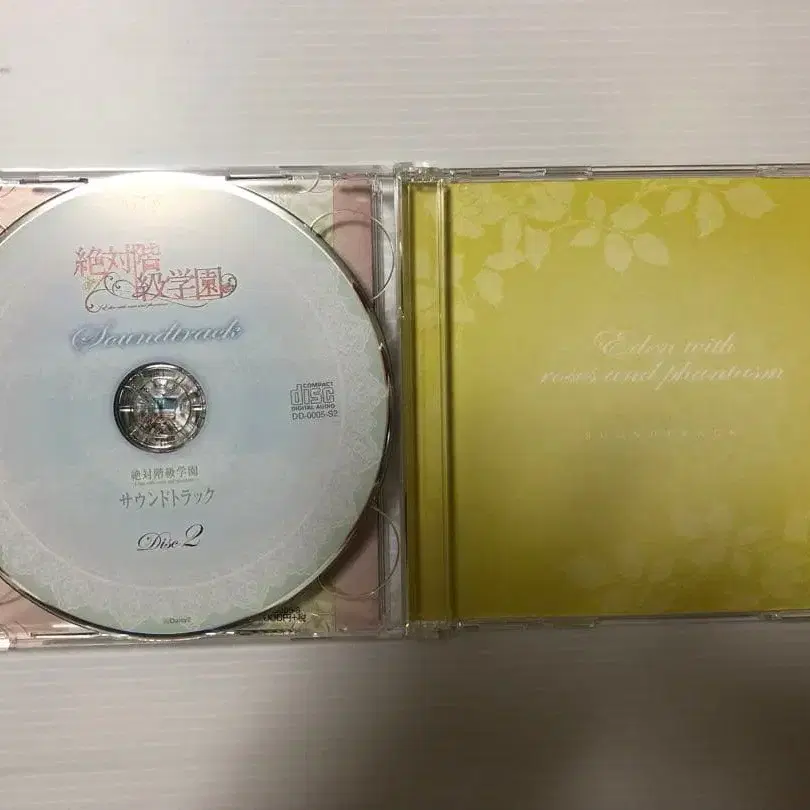 絶対階
級学園
Soundtrack
COMPACT
disc
DIGITAL AUDIO
DD-0005-S2
絶対階級学園
サウンドトラック
Disc 2
Eden with
roses and phantasm
SOUNDTRACK